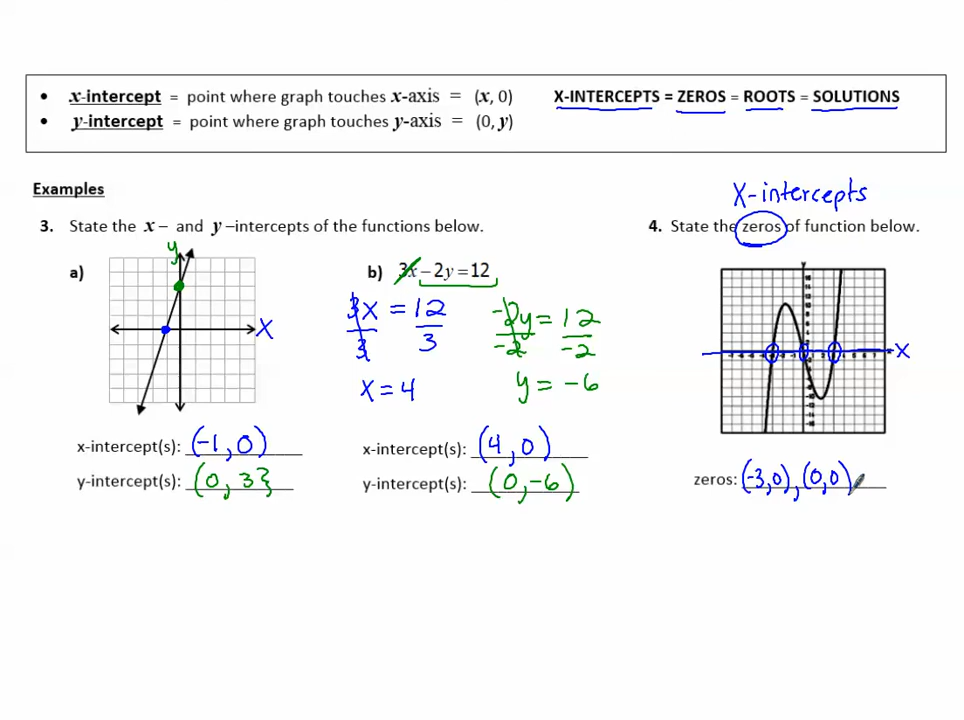 • x-intercept = point where graph touches x-axis = (x, 0) X-INTERCEPTS = ZEROS = ROOTS = SOLUTIONS
• y-intercept = point where graph touches y-axis = (0, y)
Examples
X-intercepts
3. State the x – and y –intercepts of the functions below.
4. State the zeros of function below.
a)
y
X
b) 3x – 2y = 12
3X = 12
3 3
X = 4
-2y = 12
-2 -2
y = -6
y
X
x-intercept(s): (-1, 0)
y-intercept(s): (0, 3}
x-intercept(s): (4, 0)
y-intercept(s): (0, -6)
zeros: (-3,0), (0,0)